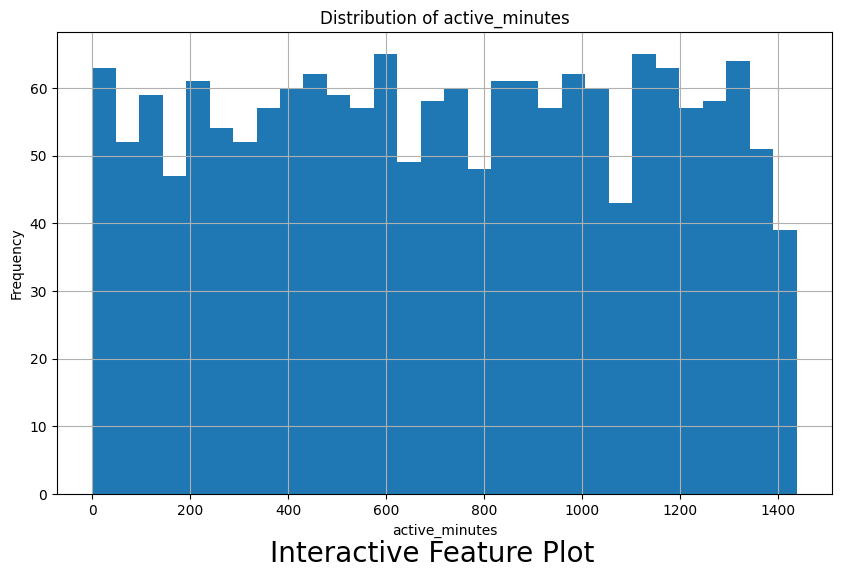 Distribution of active_minutes
60
50
40
30
20
10
0
Frequency
0 200 400 600 800 1000 1200 1400
active_minutes
Interactive Feature Plot